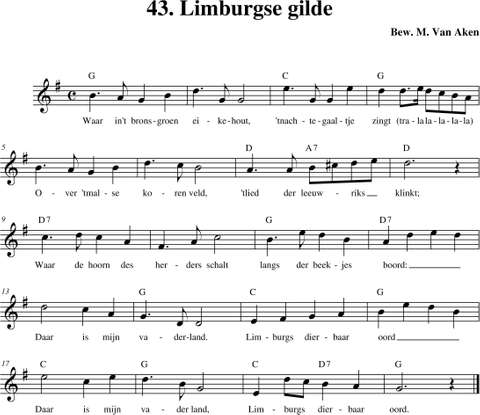 43. Limburgse gilde
Bew. M. Van Aken
G G C G
Waar in't brons-groen ei - ke-hout, 'tnach-te-gaal-tje zingt (tra-la la-la-la-la)
5 D A7 D
O - ver 'tmal - se ko - ren veld, 'tlied der leeuw - riks klinkt;
9 D7 G D7
Waar de hoorn des her - ders schalt langs der beek - jes boord:
13 G C G
Daar is mijn va - der-land. Lim - burgs dier - baar oord
17 C G C D7 G
Daar is mijn va - der land, Lim - burgs dier - baar oord.